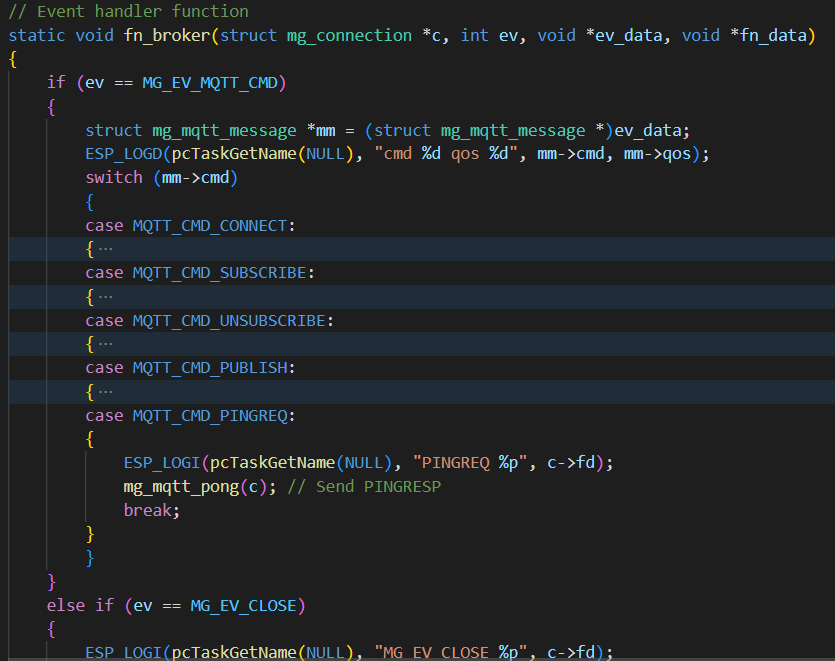 // Event handler function
static void fn_broker(struct mg_connection *c, int ev, void *ev_data, void *fn_data)
{
if (ev == MG_EV_MQTT_CMD)
{
struct mg_mqtt_message *mm = (struct mg_mqtt_message *)ev_data;
ESP_LOGD(pcTaskGetName(NULL), "cmd %d qos %d", mm->cmd, mm->qos);
switch (mm->cmd)
{
case MQTT_CMD_CONNECT:
{ ⋯
case MQTT_CMD_SUBSCRIBE:
{ ⋯
case MQTT_CMD_UNSUBSCRIBE:
{ ⋯
case MQTT_CMD_PUBLISH:
{ ⋯
case MQTT_CMD_PINGREQ:
{
ESP_LOGI(pcTaskGetName(NULL), "PINGREQ %p", c->fd);
mg_mqtt_pong(c); // Send PINGRESP
break;
}
}
}
else if (ev == MG_EV_CLOSE)
{
ESP_LOGI(pcTaskGetName(NULL), "MG_EV_CLOSE %p", c->fd);